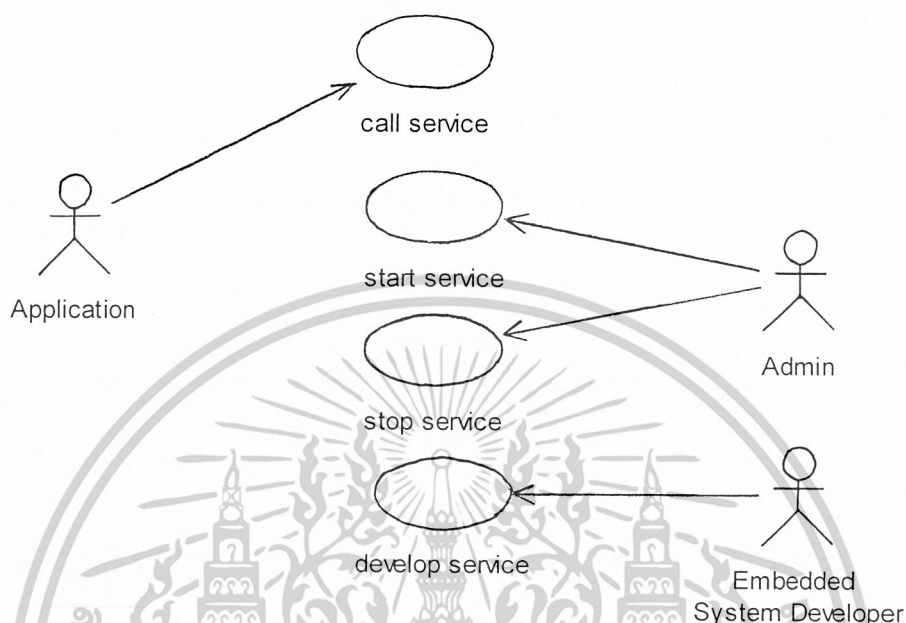 call service
Application
start service
Admin
stop service
develop service
Embedded
System Developer